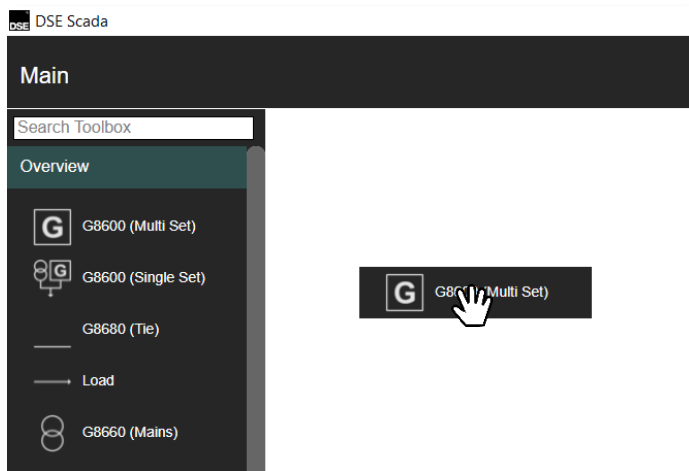 DSE DSE Scada
Main
Search Toolbox
Overview
G G8600 (Multi Set)
G G8600 (Single Set)
G8680 (Tie)
Load
G8660 (Mains)
G (Multi Set)